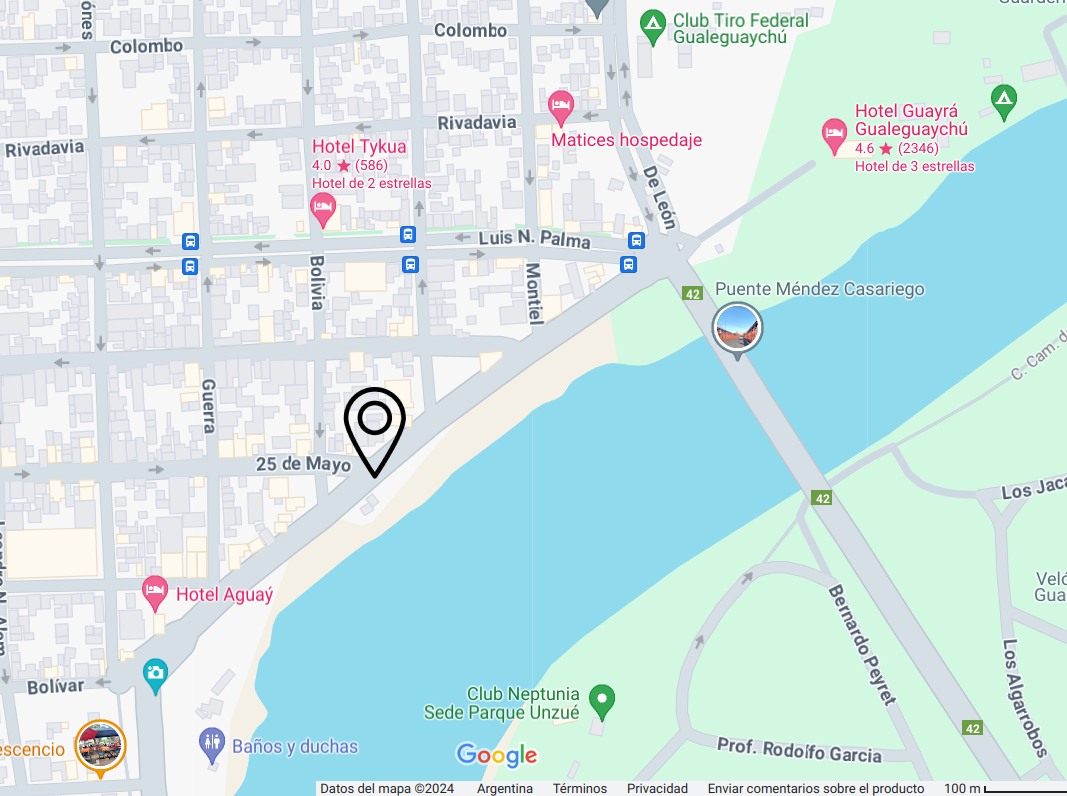 Colombo
Colombo
Club Tiro Federal
Gualeguaychú
Rivadavia
Rivadavia
Matices hospedaje
Hotel Guayrá
Gualeguaychú
4.6 ★ (2346)
Hotel de 3 estrellas
Hotel Tykua
4.0 ★ (586)
Hotel de 2 estrellas
De León
Luis N. Palma
Bolivia
Montiel
42
Puente Méndez Casariego
C. Cam. d
Guerra
25 de Mayo
42
Los Jaca
Hotel Aguaý
Bernardo Peyret
Los Algarrobos
Bolívar
Club Neptunia
Sede Parque Unzué
escencio
Baños y duchas
Google
42
Prof. Rodolfo Garcia
Datos del mapa ©2024 Argentina Términos Privacidad Enviar comentarios sobre el producto 100 m